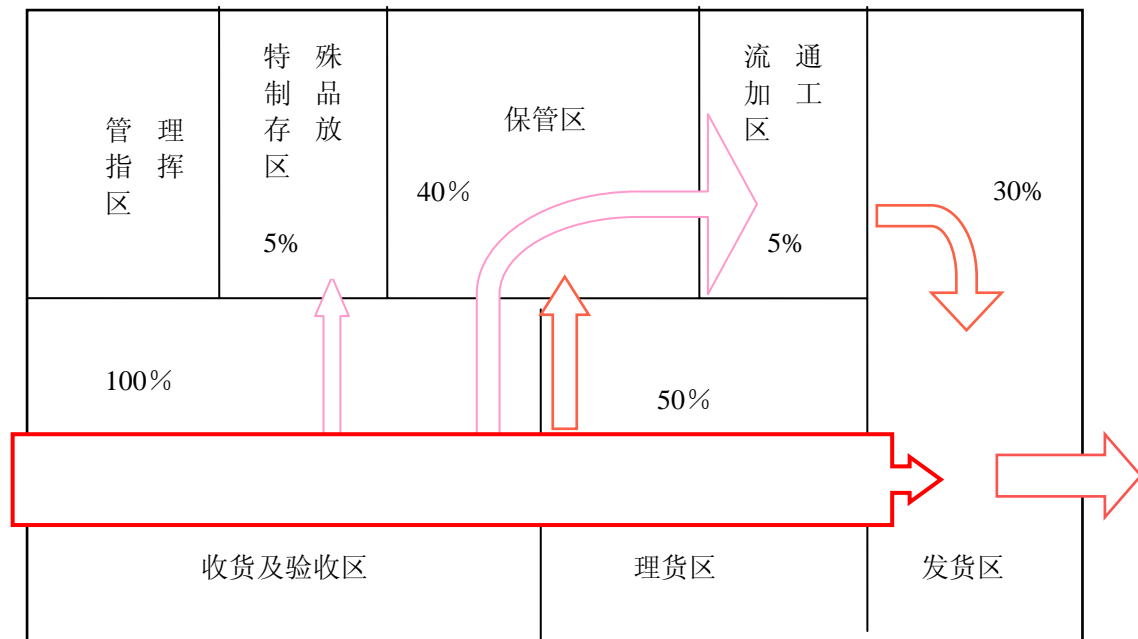 管 理
指 挥
区
特 殊
制 品
存 放
区
5%
保管区
40%
流 通
加 工
区
5%
30%
100%
50%
收货及验收区
理货区
发货区